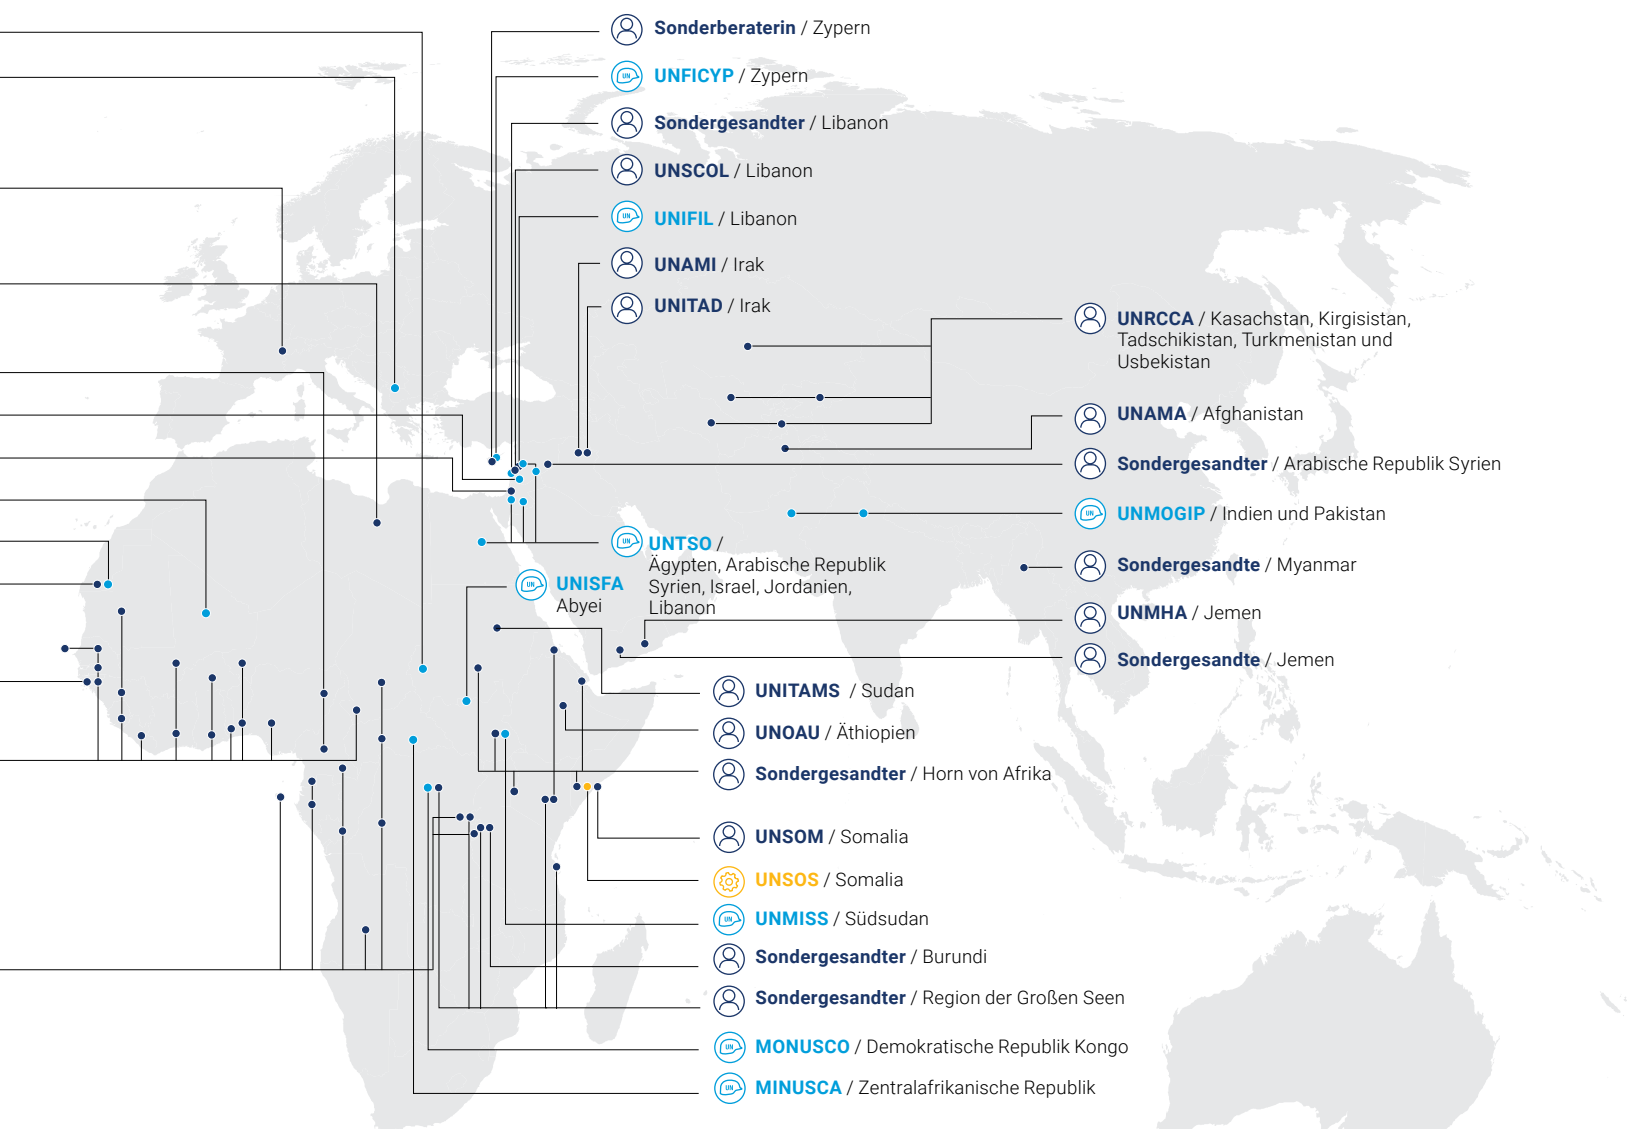 Sonderberaterin / Zypern
UNFICYP / Zypern
Sondergesandter / Libanon
UNSCOL / Libanon
UNIFIL / Libanon
UNAMI / Irak
UNITAD / Irak
UNRCCA / Kasachstan, Kirgisistan,
Tadschikistan, Turkmenistan und
Usbekistan
UNAMA / Afghanistan
Sondergesandter / Arabische Republik Syrien
UNMOGIP / Indien und Pakistan
UNTSO /
Ägypten, Arabische Republik
Syrien, Israel, Jordanien,
Libanon
UNISFA
Abyei
Sondergesandte / Myanmar
UNMHA / Jemen
Sondergesandte / Jemen
UNITAMS / Sudan
UNOAU / Äthiopien
Sondergesandter / Horn von Afrika
UNSOM / Somalia
UNSOS / Somalia
UNMISS / Südsudan
Sondergesandter / Burundi
Sondergesandter / Region der Großen Seen
MONUSCO / Demokratische Republik Kongo
MINUSCA / Zentralafrikanische Republik